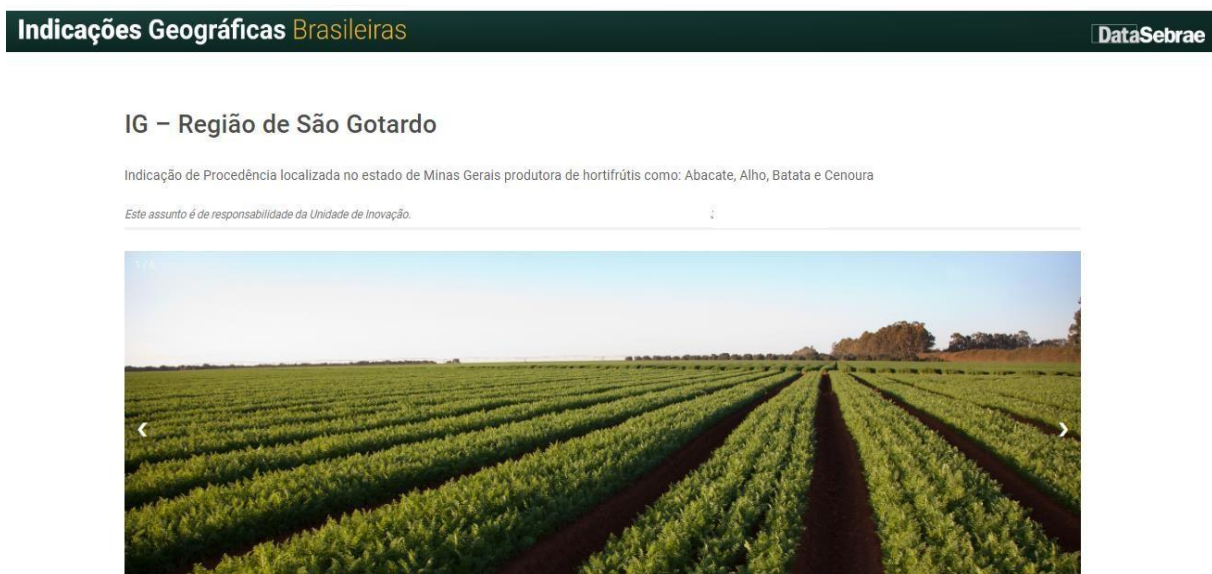 Indicações Geográficas Brasileiras
DataSebrae
IG – Região de São Gotardo
Indicação de Procedência localizada no estado de Minas Gerais produtora de hortifrútis como: Abacate, Alho, Batata e Cenoura
Este assunto é de responsabilidade da Unidade de Inovação.